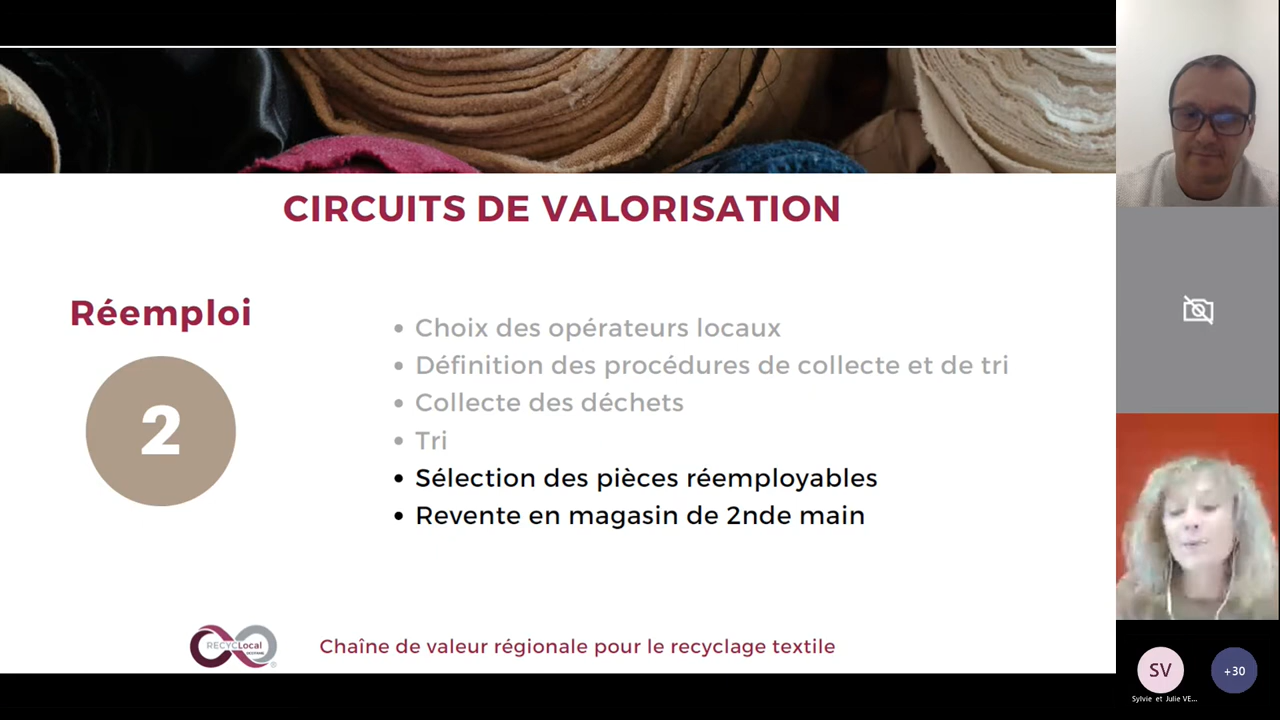 CIRCUITS DE VALORISATION
Réemploi
2
• Choix des opérateurs locaux
• Définition des procédures de collecte et de tri
• Collecte des déchets
• Tri
• Sélection des pièces réemployables
• Revente en magasin de 2nde main
RECYCLocal
OCCITANIE
®
Chaîne de valeur régionale pour le recyclage textile
SV
+30
Sylvie et Julie VE...